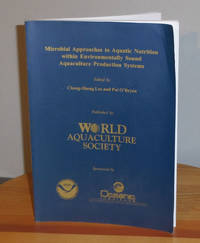 Microbial Approaches to Aquatic Nutrition
within Environmentally Sound
Aquaculture Production Systems
Edited by
Cheng-Sheng Lee and Pat O'Bryen
Published by
WORLD
AQUACULTURE
SOCIETY
Sponsored by
Oceanic